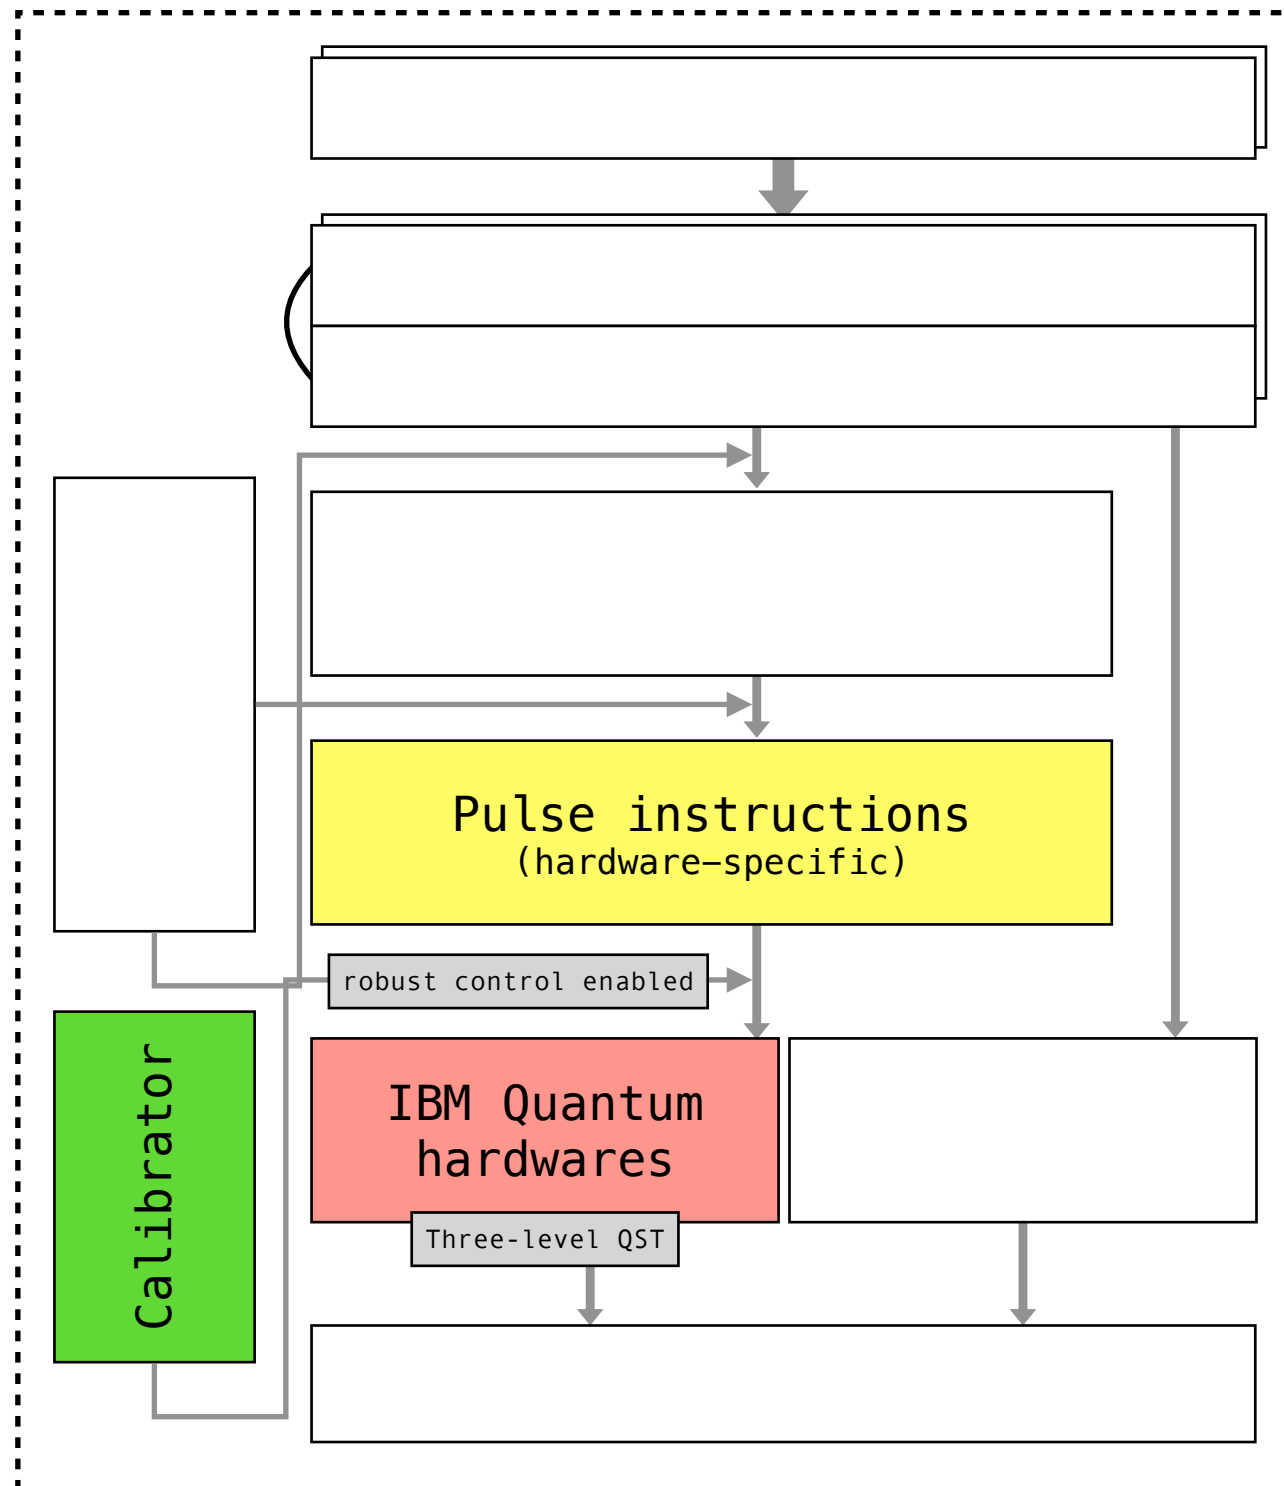 Pulse instructions
(hardware–specific)
robust control enabled
Calibrator
IBM Quantum
hardwares
Three-level QST